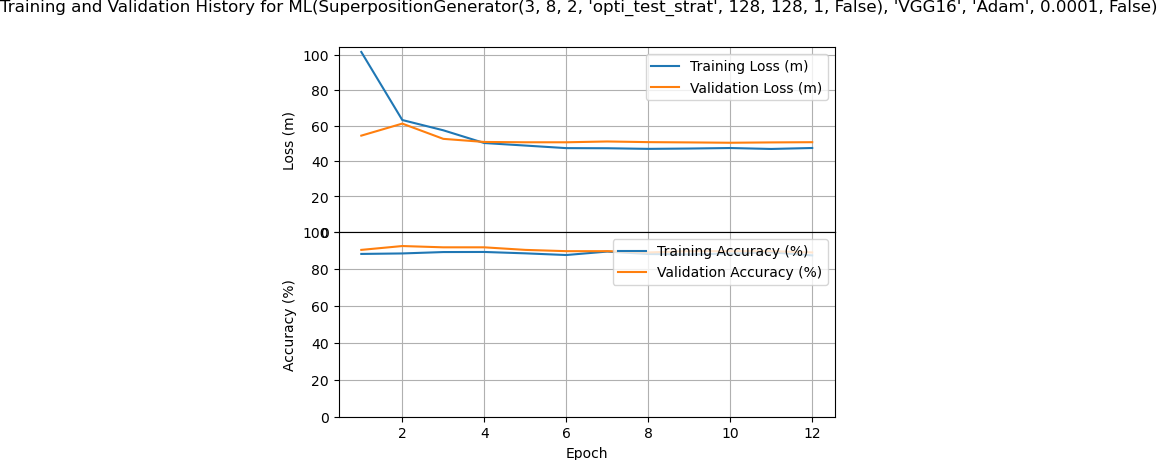 Training and Validation History for ML(SuperpositionGenerator(3, 8, 2, 'opti_test_strat', 128, 128, 1, False), 'VGG16', 'Adam', 0.0001, False)
100
80
60
40
20
0
Loss (m)
Training Loss (m)
Validation Loss (m)
100
80
60
40
20
0
Accuracy (%)
Training Accuracy (%)
Validation Accuracy (%)
2 4 6 8 10 12
Epoch